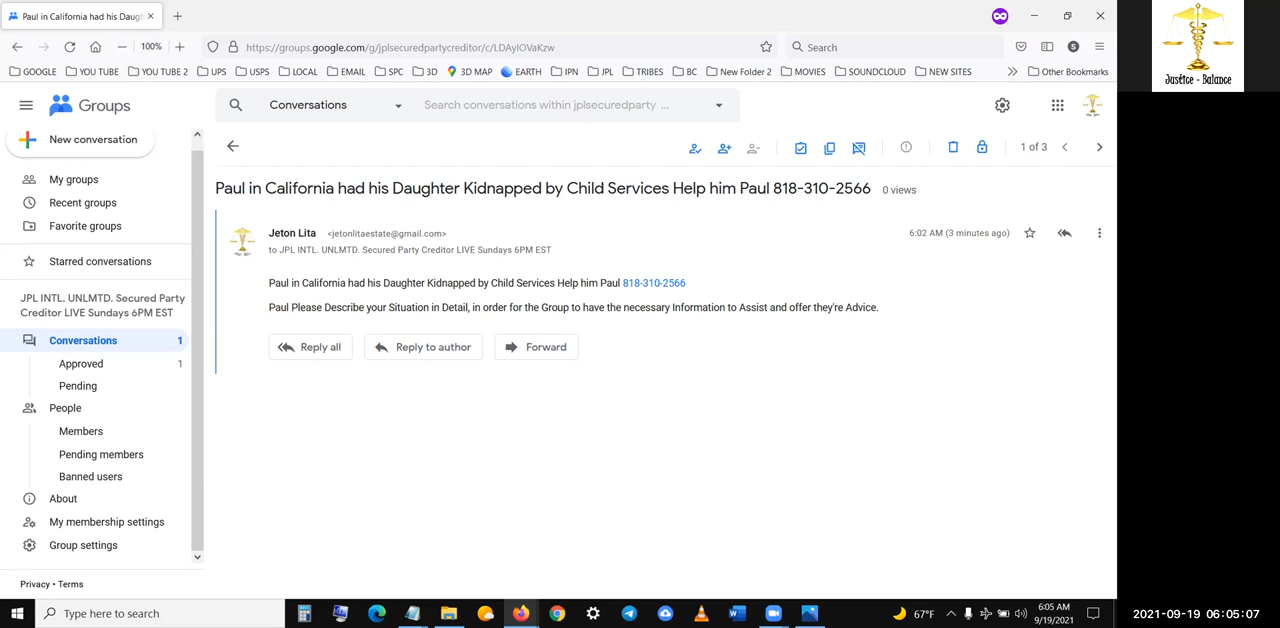 Paul in California had his Daugh
100%
https://groups.google.com/g/jplsecuredpartycreditor/c/LDAylOVaKzw
Search
GOOGLE YOU TUBE YOU TUBE 2 UPS USPS LOCAL EMAIL SPC 3D 3D MAP EARTH IPN JPL TRIBES BC New Folder 2 MOVIES SOUNDCLOUD NEW SITES Other Bookmarks
Justice - Balance
Groups
Conversations
Search conversations within jplsecuredparty ...
New conversation
1 of 3
My groups
Recent groups
Favorite groups
Starred conversations
JPL INTL. UNLMTD. Secured Party
Creditor LIVE Sundays 6PM EST
Conversations 1
Approved 1
Pending
People
Members
Pending members
Banned users
About
My membership settings
Group settings
Privacy • Terms
Paul in California had his Daughter Kidnapped by Child Services Help him Paul 818-310-2566 0 views
Jeton Lita <jetonlitaestate@gmail.com> 6:02 AM (3 minutes ago)
to JPL INTL. UNLMTD. Secured Party Creditor LIVE Sundays 6PM EST
Paul in California had his Daughter Kidnapped by Child Services Help him Paul 818-310-2566
Paul Please Describe your Situation in Detail, in order for the Group to have the necessary Information to Assist and offer they're Advice.
Reply all Reply to author Forward
Type here to search
67°F
6:05 AM
9/19/2021
2021-09-19 06:05:07